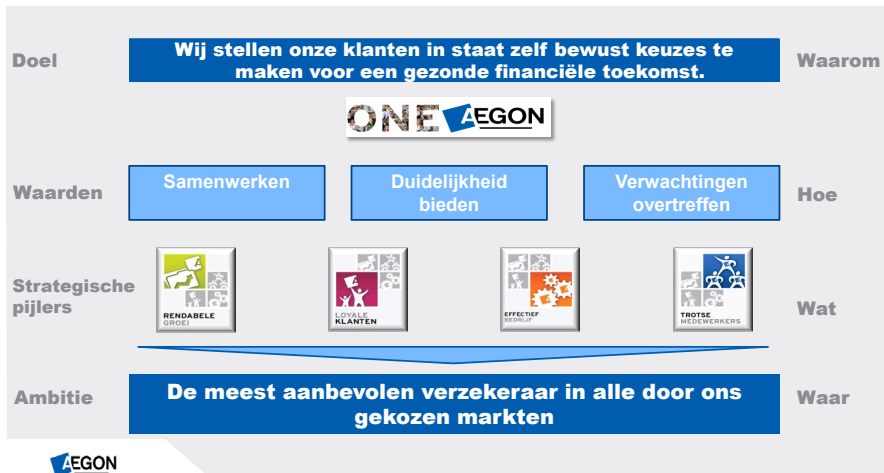 Doel
Wij stellen onze klanten in staat zelf bewust keuzes te
maken voor een gezonde financiële toekomst.
Waarom
ONE AEGON
Waarden
Samenwerken
Duidelijkheid
bieden
Verwachtingen
overtreffen
Hoe
Strategische
pijlers
RENDABELE
GROEI
LOYALE
KLANTEN
EFFECTIEF
BEDRIJF
TROTSE
MEDEWERKERS
Wat
Ambitie
De meest aanbevolen verzekeraar in alle door ons
gekozen markten
Waar
AEGON